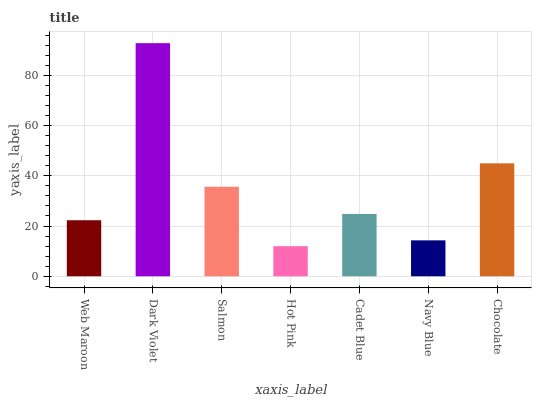 title
yaxis_label
80
60
40
20
0
Web Maroon
Dark Violet
Salmon
Hot Pink
Cadet Blue
Navy Blue
Chocolate
xaxis_label